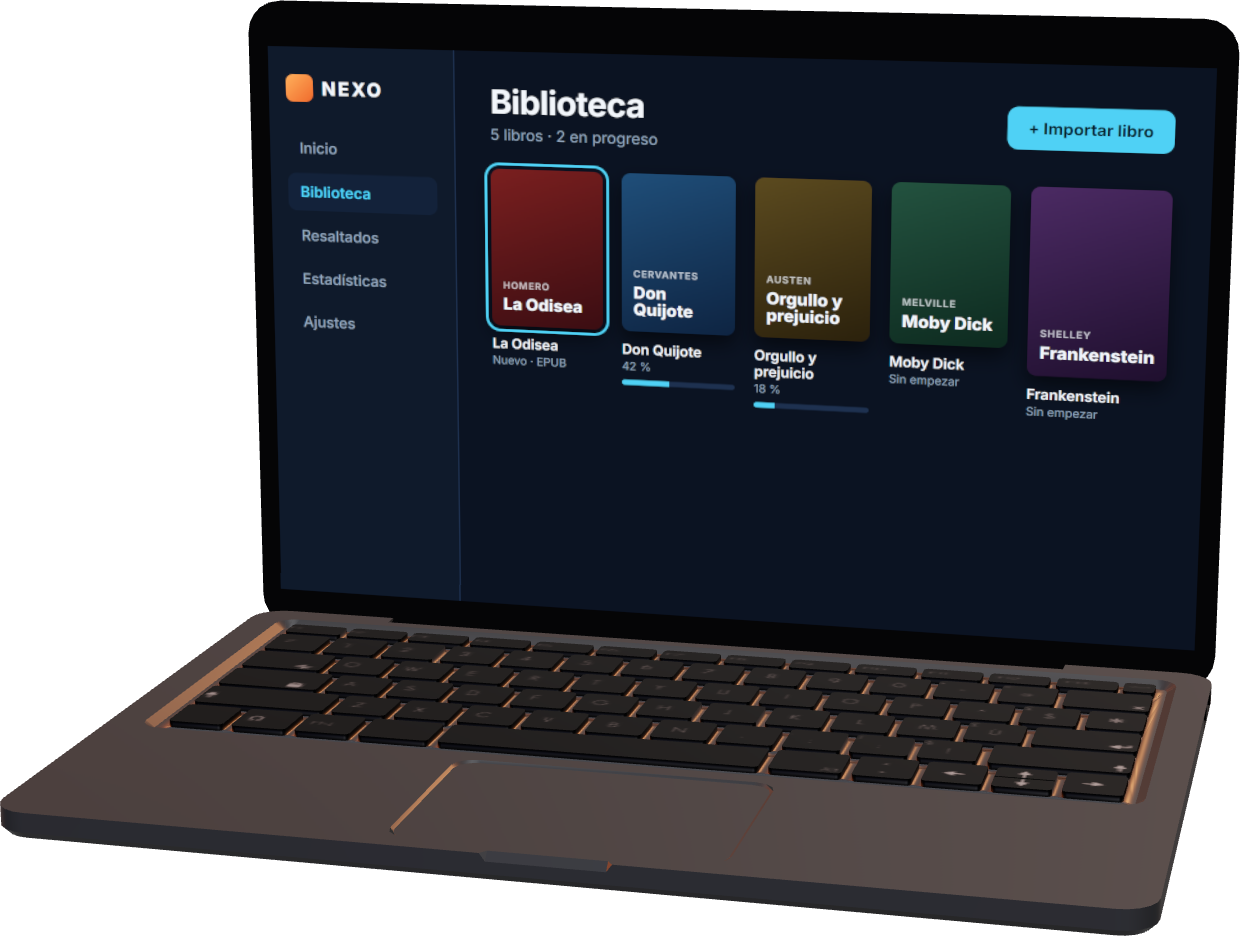 NEXO
Inicio
Biblioteca
Resaltados
Estadísticas
Ajustes
Biblioteca
5 libros · 2 en progreso
+ Importar libro
HOMERO
La Odisea
La Odisea
Nuevo · EPUB
CERVANTES
Don
Quijote
Don Quijote
42 %
AUSTEN
Orgullo y
prejuicio
Orgullo y
prejuicio
18 %
MELVILLE
Moby Dick
Moby Dick
Sin empezar
SHELLEY
Frankenstein
Frankenstein
Sin empezar